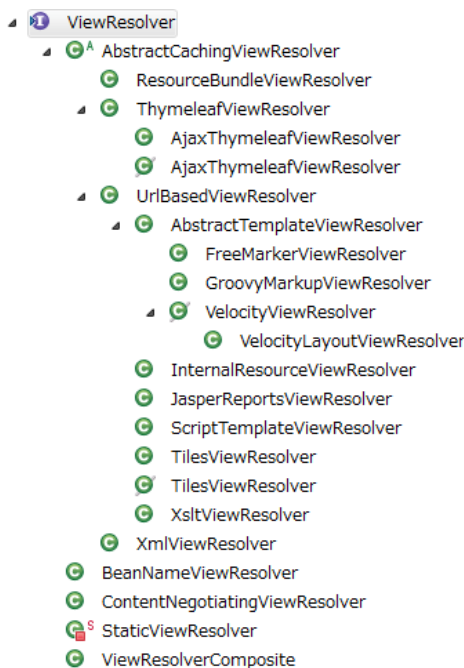 ViewResolver
AbstractCachingViewResolver
ResourceBundleViewResolver
ThymeleafViewResolver
AjaxThymeleafViewResolver
AjaxThymeleafViewResolver
UrlBasedViewResolver
AbstractTemplateViewResolver
FreeMarkerViewResolver
GroovyMarkupViewResolver
VelocityViewResolver
VelocityLayoutViewResolver
InternalResourceViewResolver
JasperReportsViewResolver
ScriptTemplateViewResolver
TilesViewResolver
TilesViewResolver
XsltViewResolver
XmlViewResolver
BeanNameViewResolver
ContentNegotiatingViewResolver
StaticViewResolver
ViewResolverComposite